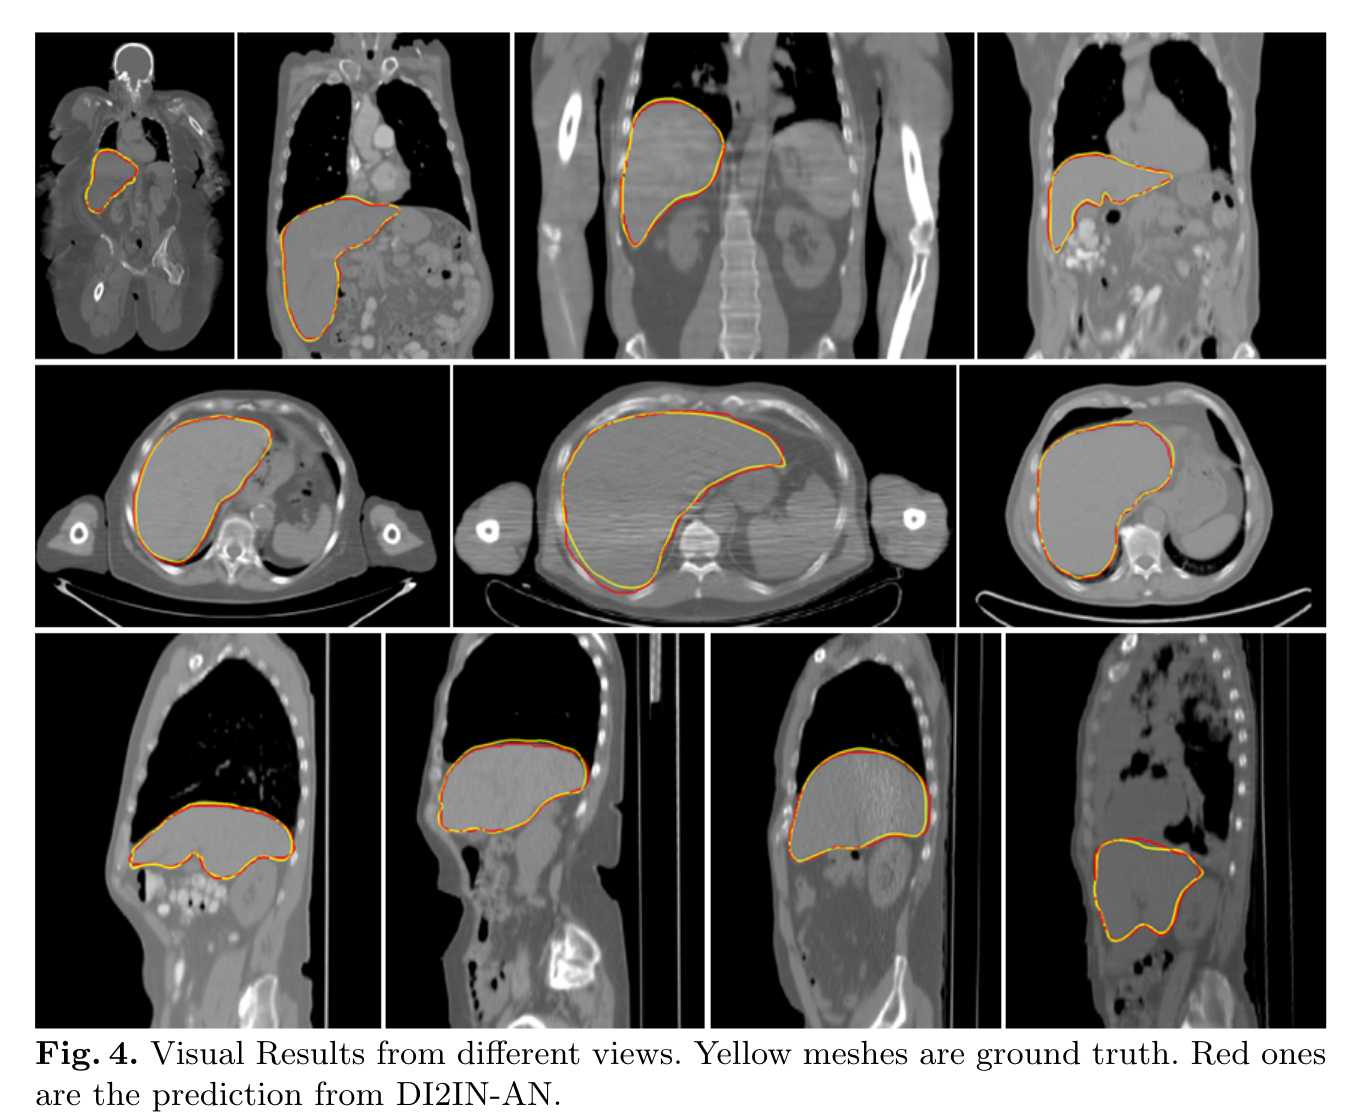 Fig. 4. Visual Results from different views. Yellow meshes are ground truth. Red ones
are the prediction from DI2IN-AN.